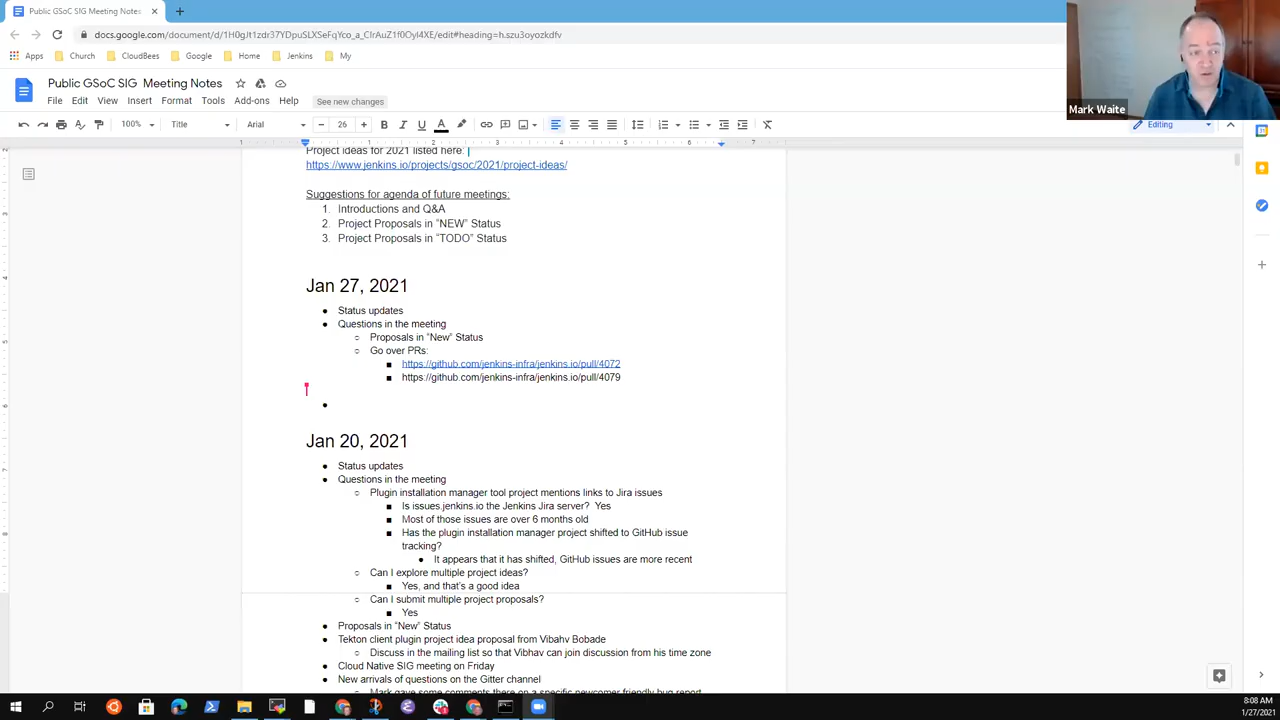 Public GSoC SIG Meeting Notes
docs.google.com/document/d/1H0gJt1zdr37YDpuSLXSeFqYco_a_CIrAuZ1f0OyI4XE/edit#heading=h.szu3oyozkdfv
Apps Church CloudBees Google Home Jenkins My
Public GSoC SIG Meeting Notes
File Edit View Insert Format Tools Add-ons Help See new changes
100% Title Arial 26 Editing
Mark Waite
Project ideas for 2021 listed here:
https://www.jenkins.io/projects/gsoc/2021/project-ideas/
Suggestions for agenda of future meetings:
1. Introductions and Q&A
2. Project Proposals in "NEW" Status
3. Project Proposals in "TODO" Status
Jan 27, 2021
Status updates
Questions in the meeting
Proposals in "New" Status
Go over PRs:
https://github.com/jenkins-infra/jenkins.io/pull/4072
https://github.com/jenkins-infra/jenkins.io/pull/4079
Jan 20, 2021
Status updates
Questions in the meeting
Plugin installation manager tool project mentions links to Jira issues
Is issues.jenkins.io the Jenkins Jira server? Yes
Most of those issues are over 6 months old
Has the plugin installation manager project shifted to GitHub issue
tracking?
It appears that it has shifted, GitHub issues are more recent
Can I explore multiple project ideas?
Yes, and that's a good idea
Can I submit multiple project proposals?
Yes
Proposals in "New" Status
Tekton client plugin project idea proposal from Vibahv Bobade
Discuss in the mailing list so that Vibhav can join discussion from his time zone
Cloud Native SIG meeting on Friday
New arrivals of questions on the Gitter channel
Mark gave some comments there on a specific newcomer friendly bug report
8:08 AM
1/27/2021